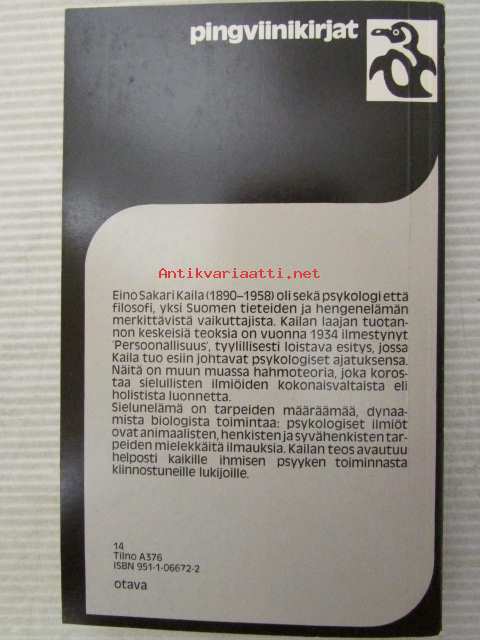 pingviinikirjat
Antikvariaatti.net
Eino Sakari Kaila (1890–1958) oli sekä psykologi että
filosofi, yksi Suomen tieteiden ja hengenelämän
merkittävistä vaikuttajista. Kailan laajan tuotan-
non keskeisiä teoksia on vuonna 1934 ilmestynyt
'Persoonallisuus', tyylillisesti loistava esitys, jossa
Kaila tuo esiin johtavat psykologiset ajatuksensa.
Näitä on muun muassa hahmoteoria, joka koros-
taa sielullisten ilmiöiden kokonaisvaltaista eli
holistista luonnetta.
Sielunelämä on tarpeiden määräämää, dynaa-
mista biologista toimintaa: psykologiset ilmiöt
ovat animaalisten, henkisten ja syvähenkisten tar-
peiden mielekkäitä ilmauksia. Kailan teos avautuu
helposti kaikille ihmisen psyyken toiminnasta
kiinnostuneille lukijoille.
14
Tilno A376
ISBN 951-1-06672-2
otava